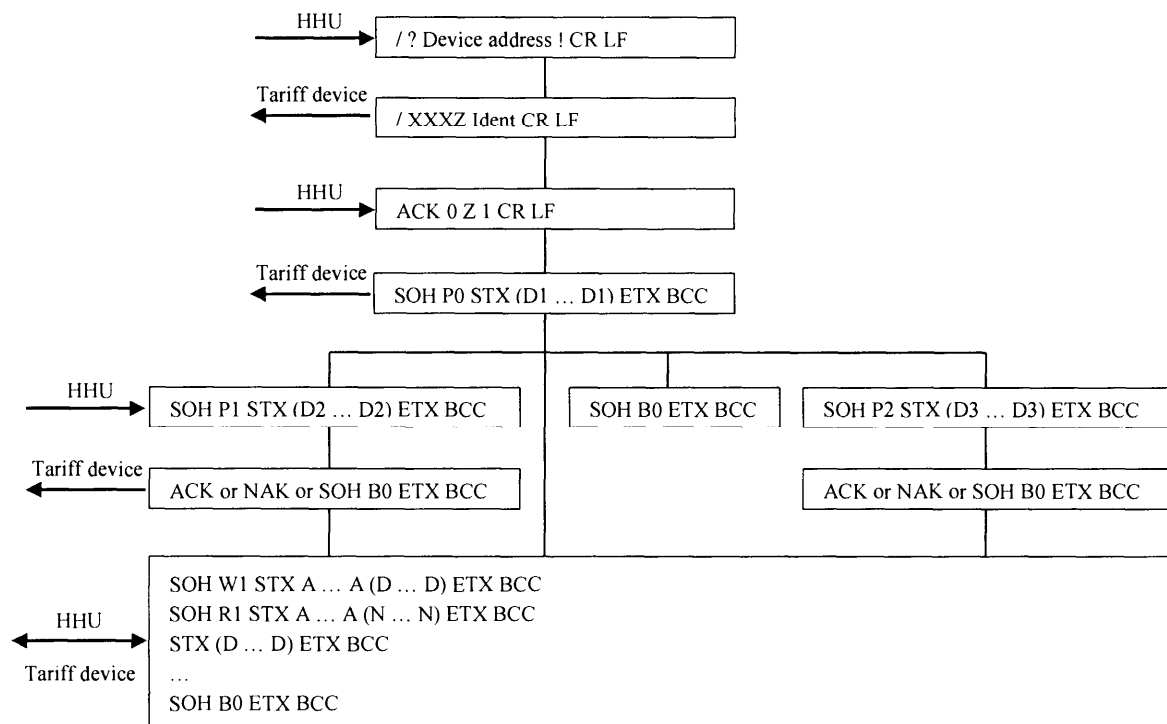 HHU
/ ? Device address ! CR LF
Tariff device
/ XXXZ Ident CR LF
HHU
ACK 0 Z 1 CR LF
Tariff device
SOH P0 STX (D1 ... D1) ETX BCC
HHU
SOH P1 STX (D2 ... D2) ETX BCC
SOH B0 ETX BCC
SOH P2 STX (D3 ... D3) ETX BCC
Tariff device
ACK or NAK or SOH B0 ETX BCC
ACK or NAK or SOH B0 ETX BCC
HHU
Tariff device
SOH W1 STX A ... A (D ... D) ETX BCC
SOH R1 STX A ... A (N ... N) ETX BCC
STX (D ... D) ETX BCC
...
SOH B0 ETX BCC